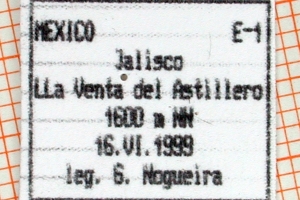 MEXICO E-1
Jalisco
LLa Venta del Astillero
1600 m NN
16.VI.1999
leg. G. Nogueira